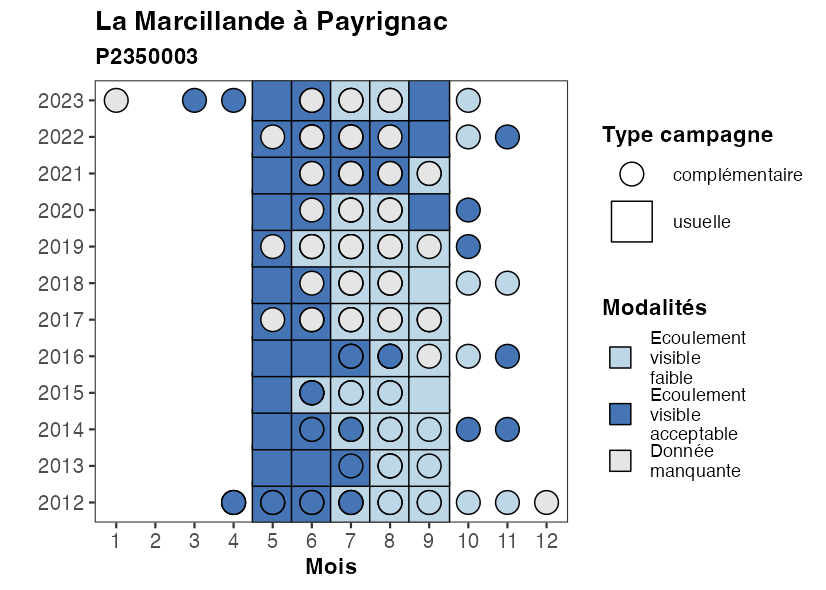 La Marcillande à Payrignac
P2350003
2023
2022
2021
2020
2019
2018
2017
2016
2015
2014
2013
2012
1 2 3 4 5 6 7 8 9 10 11 12
Mois
Type campagne
complémentaire
usuelle
Modalités
Ecoulement
visible
faible
Ecoulement
visible
acceptable
Donnée
manquante